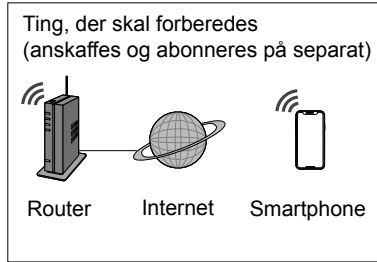 Ting, der skal forberedes
(anskaffes og abonneres på separat)
Router Internet Smartphone